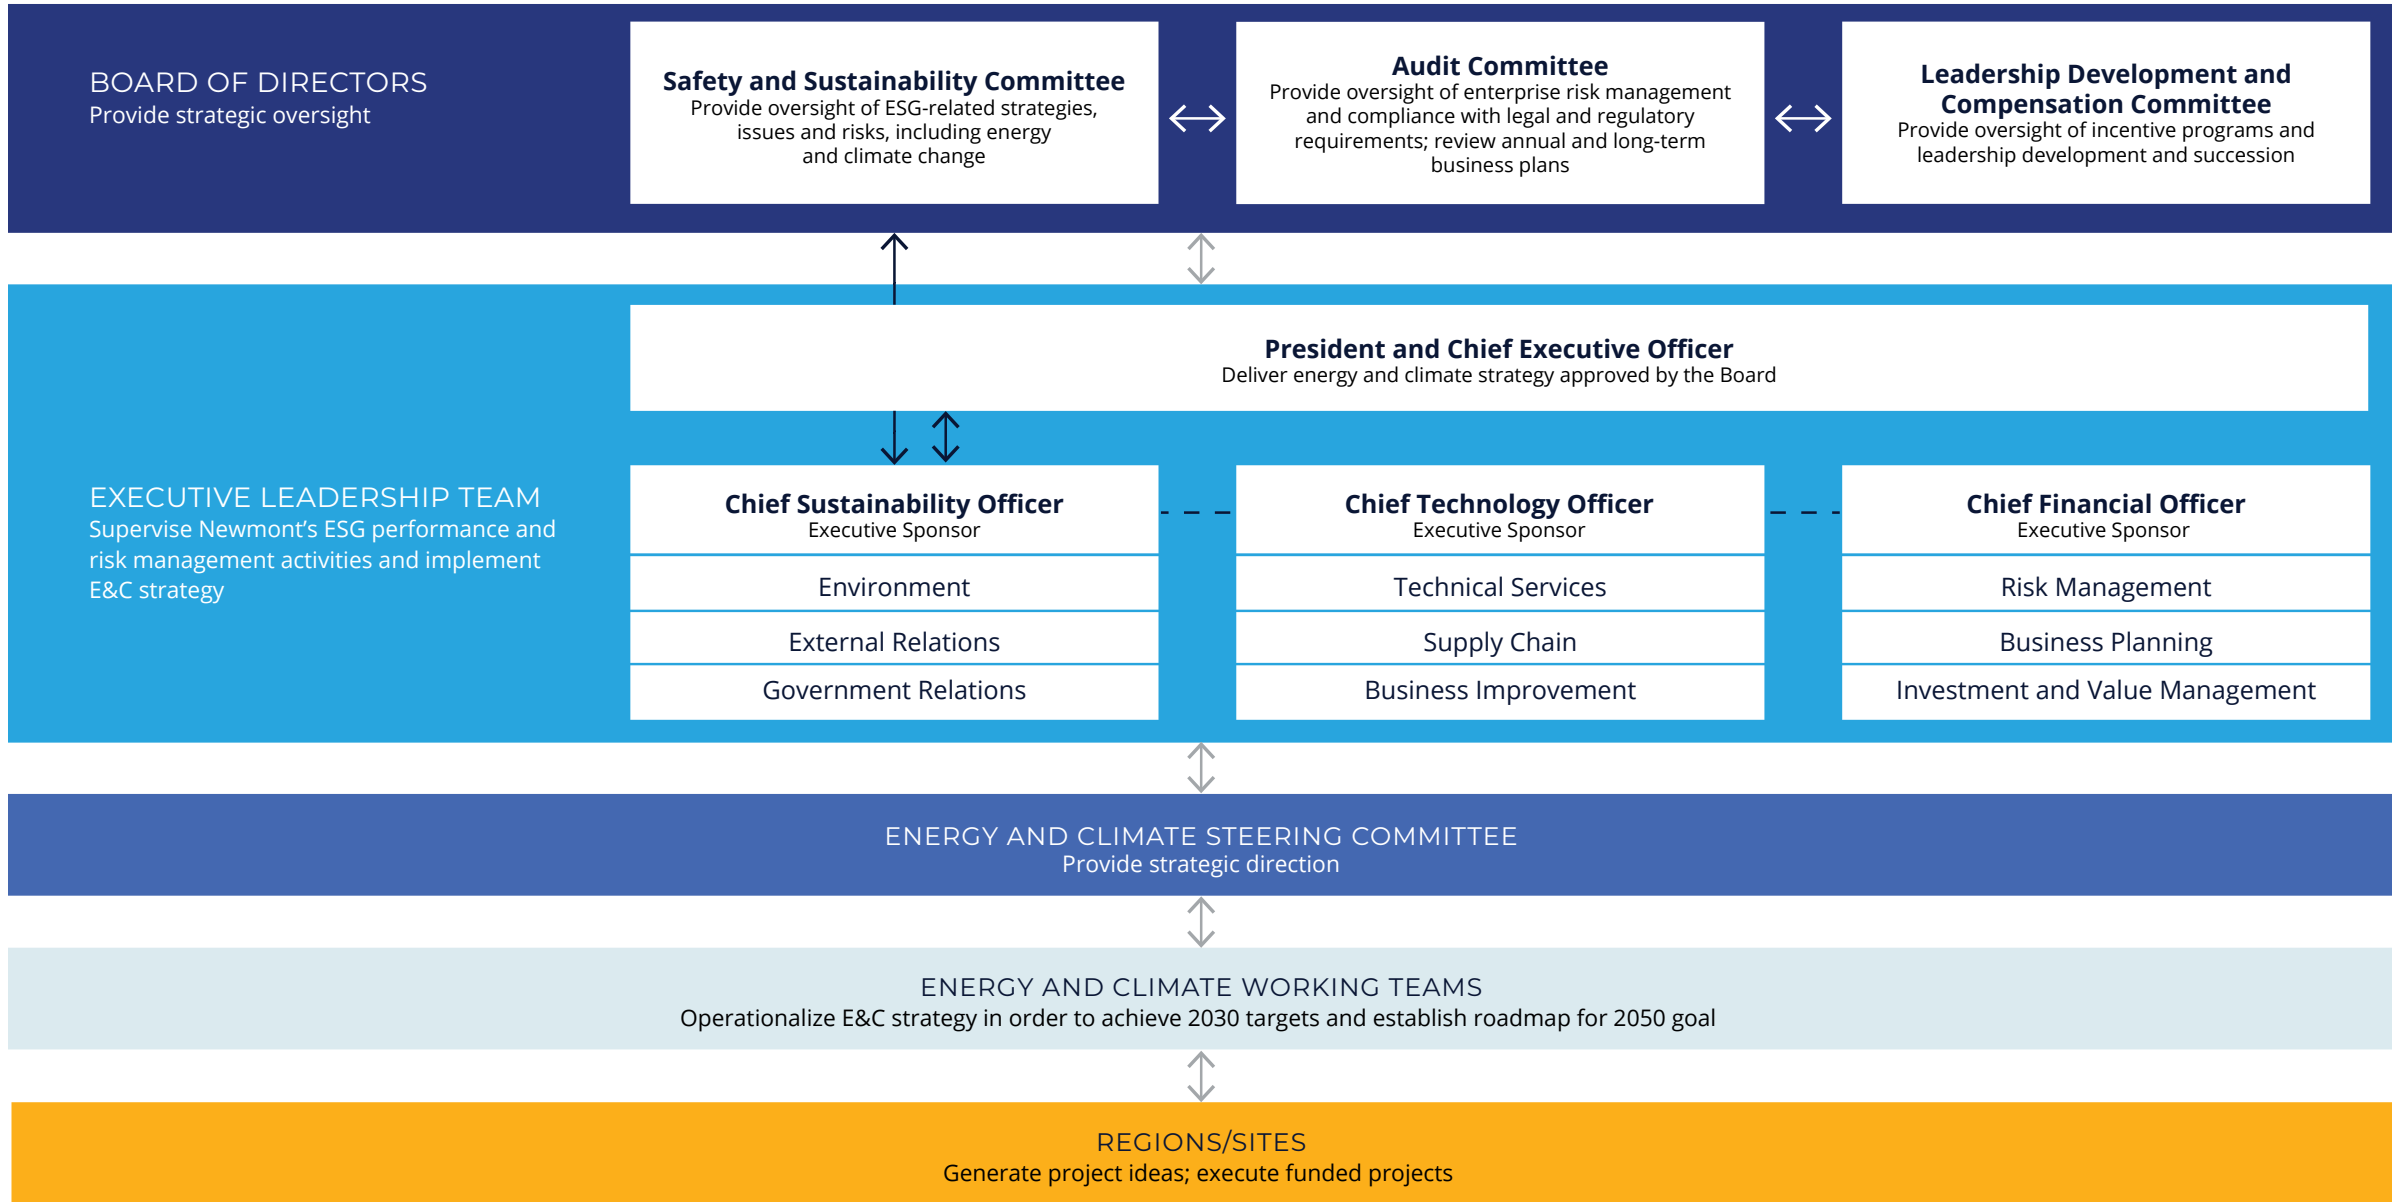 BOARD OF DIRECTORS
Provide strategic oversight
Safety and Sustainability Committee
Provide oversight of ESG-related strategies,
issues and risks, including energy
and climate change
Audit Committee
Provide oversight of enterprise risk management
and compliance with legal and regulatory
requirements; review annual and long-term
business plans
Leadership Development and
Compensation Committee
Provide oversight of incentive programs and
leadership development and succession
President and Chief Executive Officer
Deliver energy and climate strategy approved by the Board
EXECUTIVE LEADERSHIP TEAM
Supervise Newmont's ESG performance and
risk management activities and implement
E&C strategy
Chief Sustainability Officer
Executive Sponsor
Environment
External Relations
Government Relations
Chief Technology Officer
Executive Sponsor
Technical Services
Supply Chain
Business Improvement
Chief Financial Officer
Executive Sponsor
Risk Management
Business Planning
Investment and Value Management
ENERGY AND CLIMATE STEERING COMMITTEE
Provide strategic direction
ENERGY AND CLIMATE WORKING TEAMS
Operationalize E&C strategy in order to achieve 2030 targets and establish roadmap for 2050 goal
REGIONS/SITES
Generate project ideas; execute funded projects